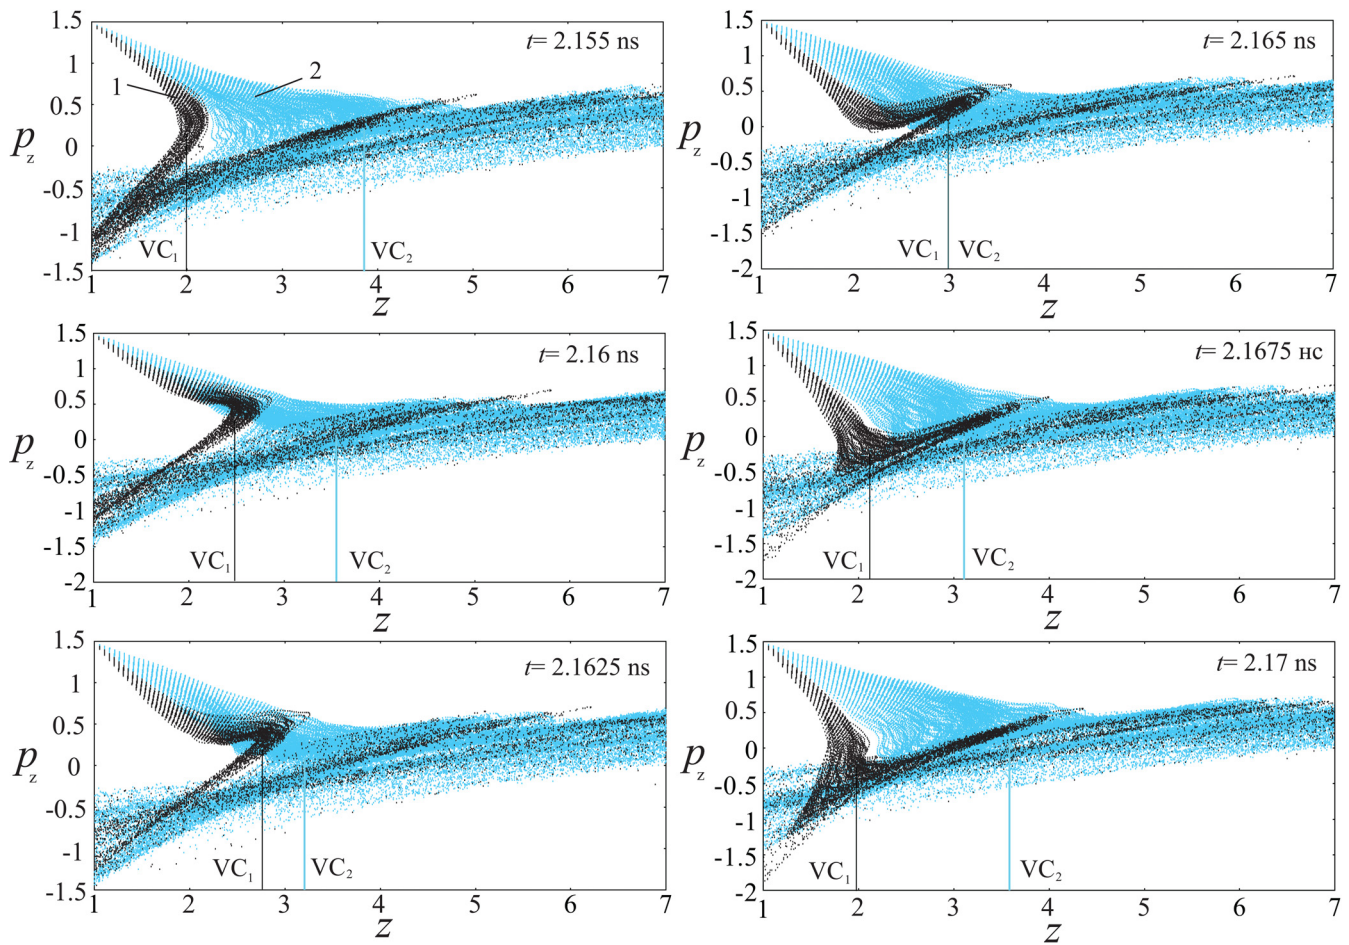 t= 2.155 ns
1.5
1
0.5
0
-0.5
-1
-1.5
p_z
1
2
VC₁
VC₂
1 2 3 4 5 6 7
z
t= 2.165 ns
1.5
1
0.5
0
-0.5
-1
-1.5
-2
p_z
VC₁ VC₂
1 2 3 4 5 6 7
z
t= 2.16 ns
1.5
1
0.5
0
-0.5
-1
-1.5
-2
p_z
VC₁
VC₂
1 2 3 4 5 6 7
z
t= 2.1675 нс
1.5
1
0.5
0
-0.5
-1
-1.5
-2
p_z
VC₁
VC₂
1 2 3 4 5 6 7
z
t= 2.1625 ns
1.5
1
0.5
0
-0.5
-1
-1.5
p_z
VC₁
VC₂
1 2 3 4 5 6 7
z
t= 2.17 ns
1.5
1
0.5
0
-0.5
-1
-1.5
-2
p_z
VC₁
VC₂
1 2 3 4 5 6 7
z